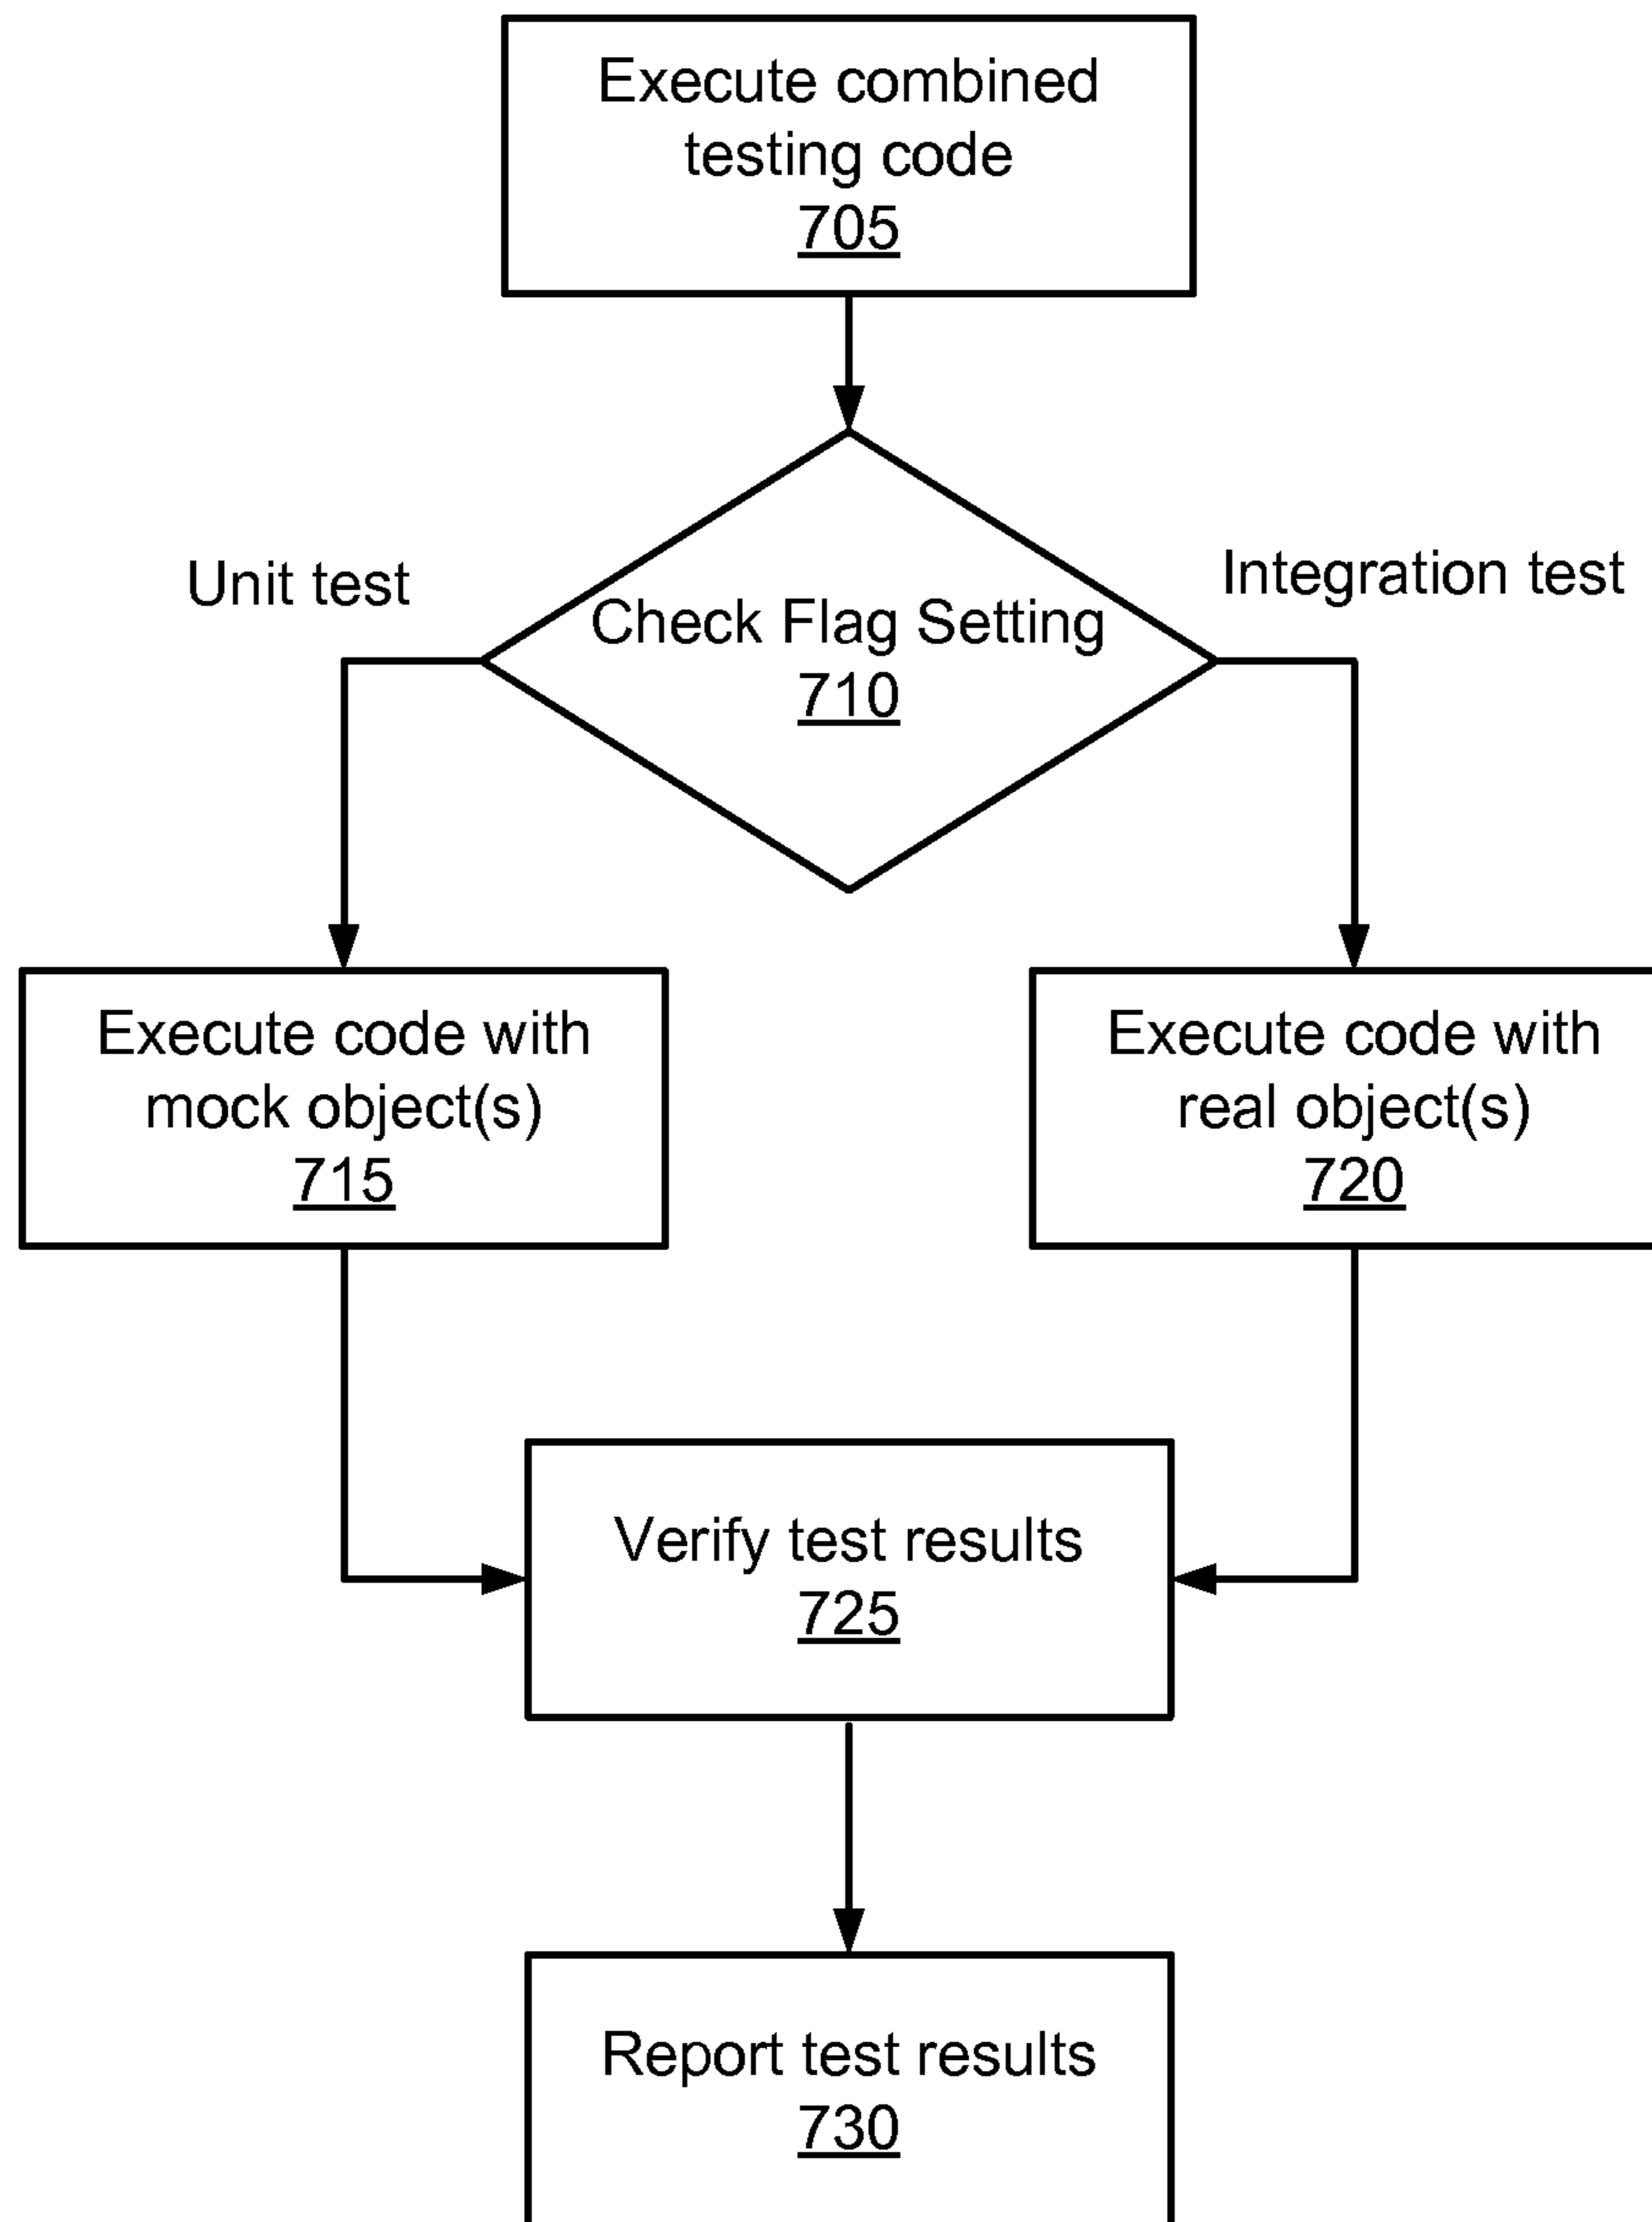 Execute combined
testing code
705
Unit test
Integration test
Check Flag Setting
710
Execute code with
mock object(s)
715
Execute code with
real object(s)
720
Verify test results
725
Report test results
730